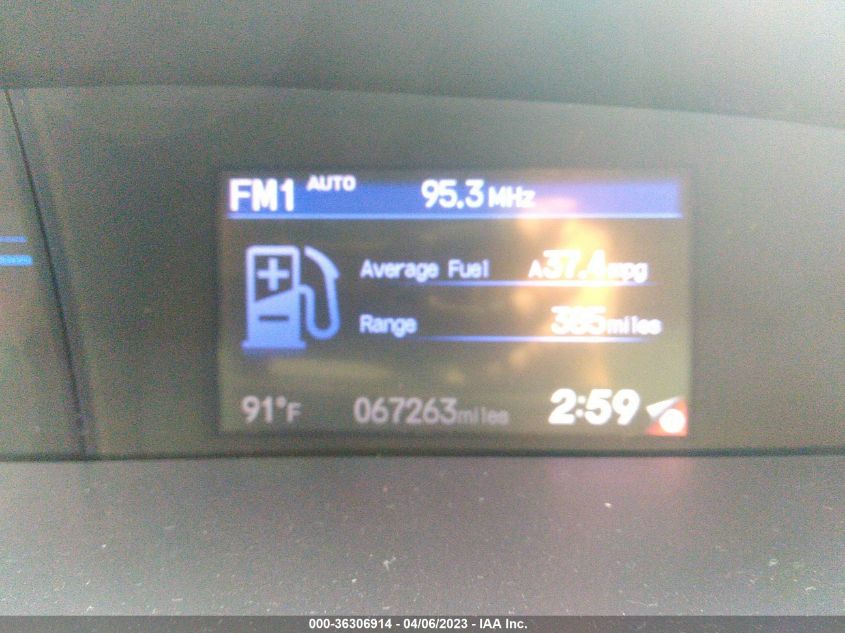 FM1 AUTO 95.3 MHz
Average Fuel A37.4mpg
Range 385miles
91°F 067263miles 2:59
000-36306914 - 04/06/2023 - IAA Inc.